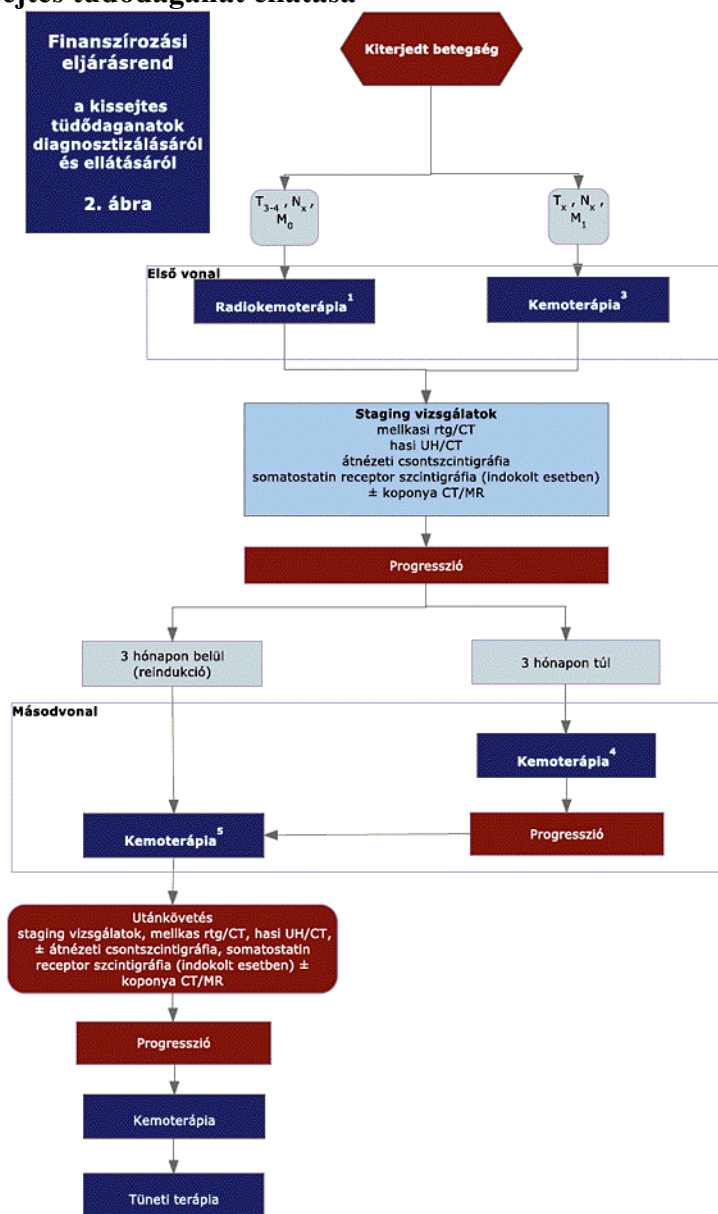 ejtes tüdődaganat ellátása
Finanszírozási
eljárásrend
a kissejtes
tüdődaganatok
diagnosztizálásáról
és ellátásáról
2. ábra
Kiterjedt betegség
T3-4 , Nx ,
M0
Tx , Nx ,
M1
Első vonal
Radiokemoterápia1
Kemoterápia3
Staging vizsgálatok
mellkasi rtg/CT
hasi UH/CT
átnézeti csontszcintigráfia
somatostatin receptor szcintigráfia (indokolt esetben)
± koponya CT/MR
Progresszió
3 hónapon belül
(reindukció)
3 hónapon túl
Másodvonal
Kemoterápia4
Kemoterápia5
Progresszió
Utánkövetés
staging vizsgálatok, mellkas rtg/CT, hasi UH/CT,
± átnézeti csontszcintigráfia, somatostatin
receptor szcintigráfia (indokolt esetben) ±
koponya CT/MR
Progresszió
Kemoterápia
Tüneti terápia